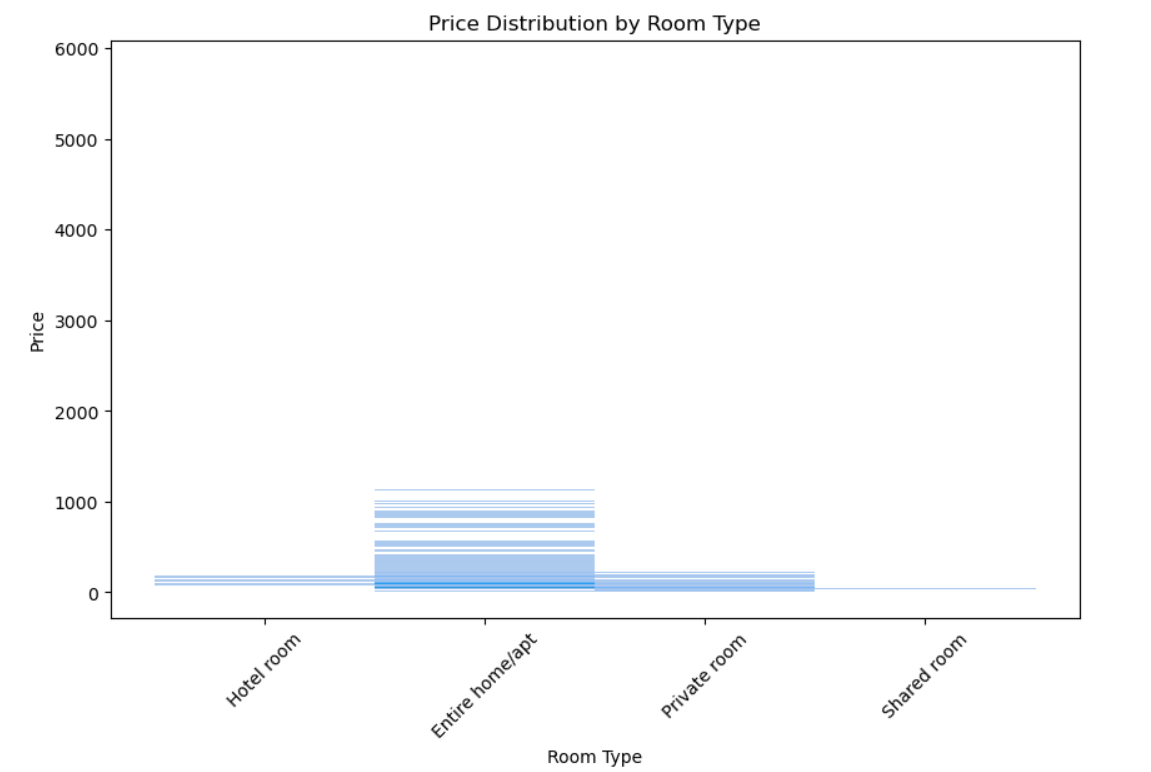 Price Distribution by Room Type
6000
5000
4000
3000
2000
1000
0
Price
Hotel room
Entire home/apt
Private room
Shared room
Room Type